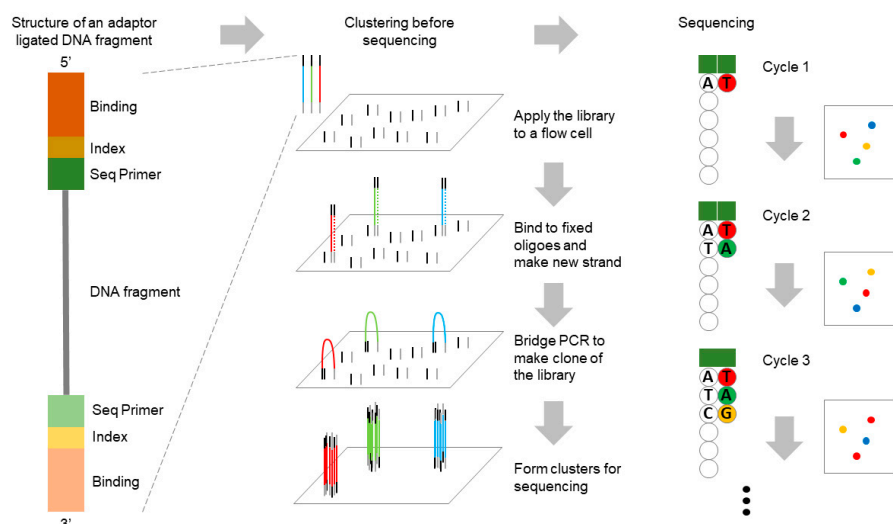 Structure of an adaptor
ligated DNA fragment
5'
Binding
Index
Seq Primer
DNA fragment
Seq Primer
Index
Binding
3'
Clustering before
sequencing
Apply the library
to a flow cell
Bind to fixed
oligoes and
make new strand
Bridge PCR to
make clone of
the library
Form clusters for
sequencing
Sequencing
Cycle 1
A T
Cycle 2
A T
T A
Cycle 3
A T
T A
C G